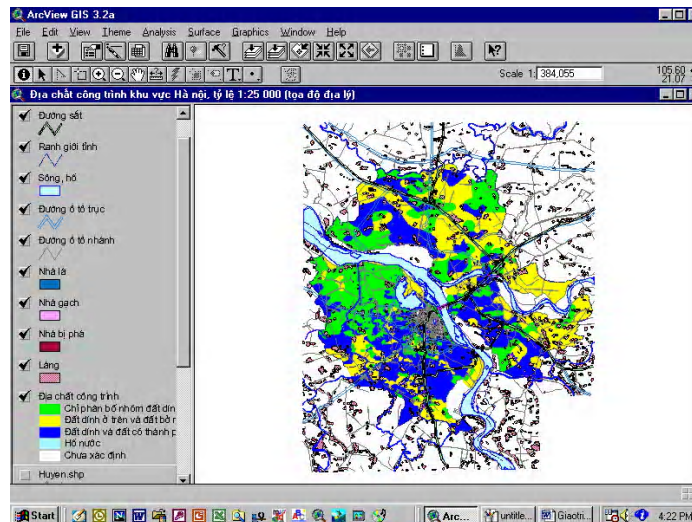 ArcView GIS 3.2a
File Edit View Theme Analysis Surface Graphics Window Help
Scale 1: 384,055
105.60
21.07
Địa chất công trình khu vực Hà nội, tỷ lệ 1:25 000 (tọa độ địa lý)
Đường sắt
Ranh giới tỉnh
Sông, hồ
Đường ô tô trục
Đường ô tô nhánh
Nhà lá
Nhà gạch
Nhà bị phá
Làng
Địa chất công trình
Chỉ phân bố nhóm đất dín
Đất dính ở trên và đất bở r
Đất dính và đất có thành p
Hồ nước
Chưa xác định
Huyen.shp
Start
Arc...
untitle...
Giaotri...
4:22 PM